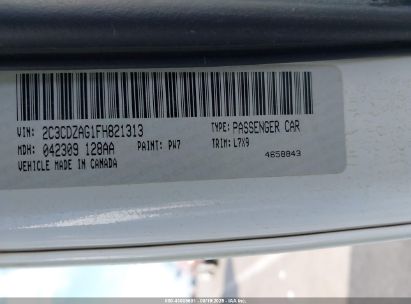 VIN: 2C3CDZAG1FH821313 TYPE: PASSENGER CAR
MDH: 042309 128AA PAINT: PW7 TRIM: L7X9
VEHICLE MADE IN CANADA 4658843